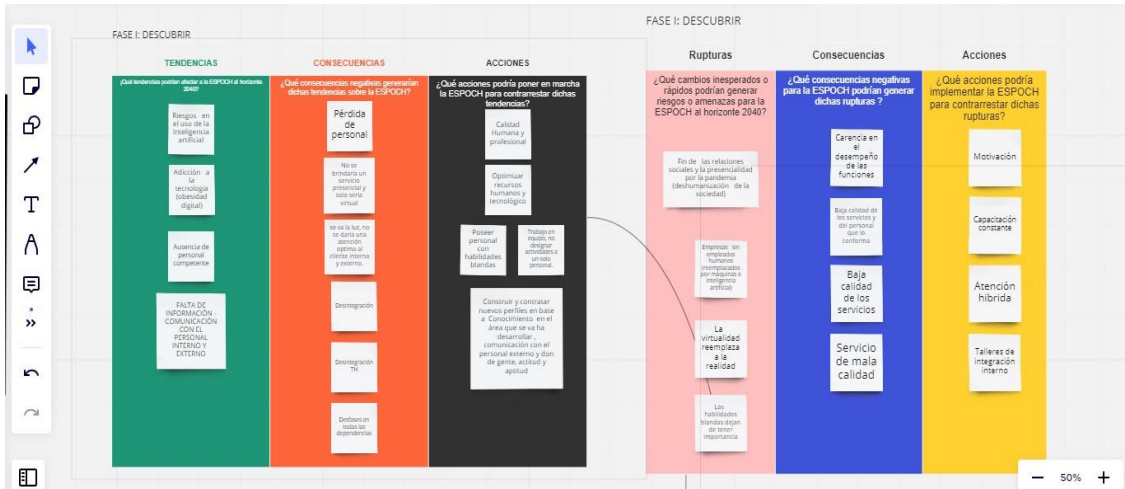 FASE I: DESCUBRIR
TENDENCIAS
¿Qué tendencias podrían afectar a la ESPOCH al horizonte
2040?
Riesgos en
el uso de la
Inteligencia
artificial
Adicción a
la
tecnología
(obesidad
digital)
Ausencia de
personal
competente
FALTA DE
INFORMACIÓN -
COMUNICACIÓN
CON EL
PERSONAL
INTERNO Y
EXTERNO
CONSECUENCIAS
¿Qué consecuencias negativas generarían
dichas tendencias sobre la ESPOCH?
Pérdida
de
personal
No se
brindaría un
servicio
presencial y
solo sería
virtual
se va la luz, no
se daría una
atención
optima al
cliente interno
y externo.
Desintegración
Desintegración
TH
Desfases en
todas las
dependencias
ACCIONES
¿Qué acciones podría poner en marcha
la ESPOCH para contrarrestar dichas
tendencias?
Calidad
Humana y
profesional
Optimizar
recursos
humanos y
tecnológico
Poseer
personal
con
habilidades
blandas
Trabajo en
equipo, no
designar
actividades a
un solo
personal.
Construir y contratar
nuevos perfiles en base
a Conocimiento en el
área que se va ha
desarrollar ,
comunicación con el
personal externo y don
de gente, actitud y
aptitud
FASE I: DESCUBRIR
Rupturas
¿Qué cambios inesperados o
rápidos podrían generar
riesgos o amenazas para la
ESPOCH al horizonte 2040?
Fin de las relaciones
sociales y la presencialidad
por la pandemia
(deshumanización de la
sociedad)
Empresas sin
empleados
humanos
(reemplazados
por máquinas e
inteligencia
artificial)
La
virtualidad
reemplaza
a la
realidad
Las
habilidades
blandas dejan
de tener
importancia
Consecuencias
¿Qué consecuencias negativas
para la ESPOCH podrían generar
dichas rupturas ?
Carencia en
el
desempeño
de las
funciones
Baja calidad de
los servicios y
del personal
que lo
conforma
Baja
calidad
de los
servicios
Servicio
de mala
calidad
Acciones
¿Qué acciones podría
implementar la ESPOCH
para contrarrestar dichas
rupturas?
Motivación
Capacitación
constante
Atención
hibrida
Talleres de
integración
interno
50%